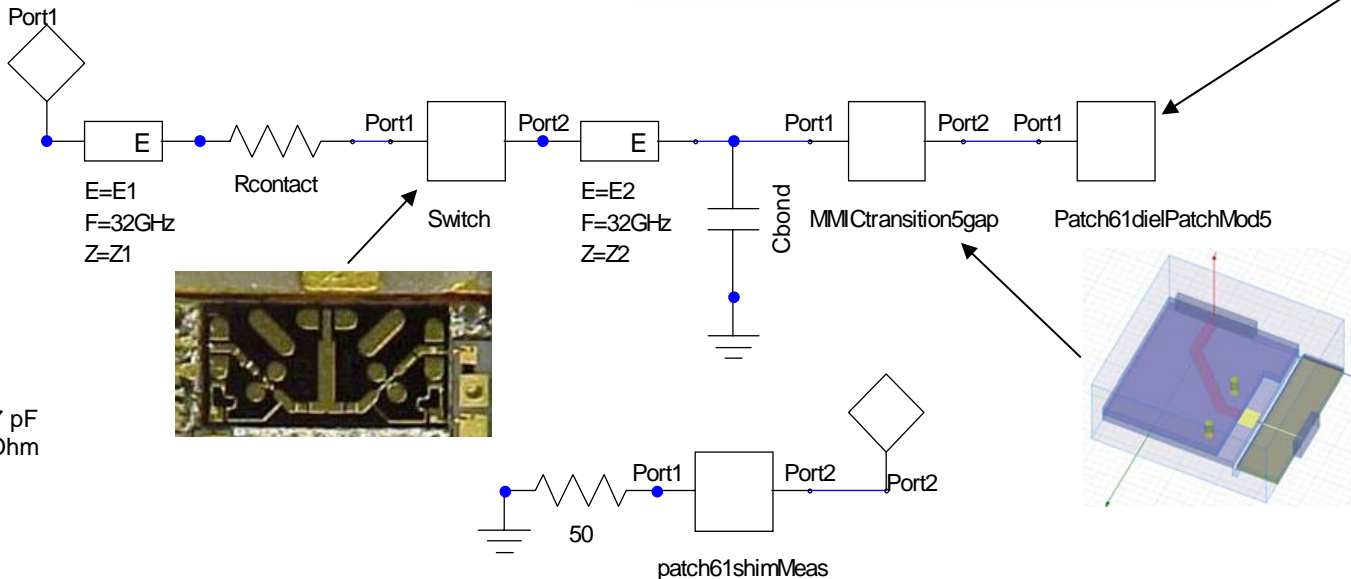 Port1
E
Rcontact
Port1
Port2
E
Port1
Port2
Port1
E=E1
F=32GHz
Z=Z1
Switch
E=E2
F=32GHz
Z=Z2
Cbond
MMICtransition5gap
Patch61dielPatchMod5
pF
Ohm
Port1
Port2
Port2
50
patch61shimMeas